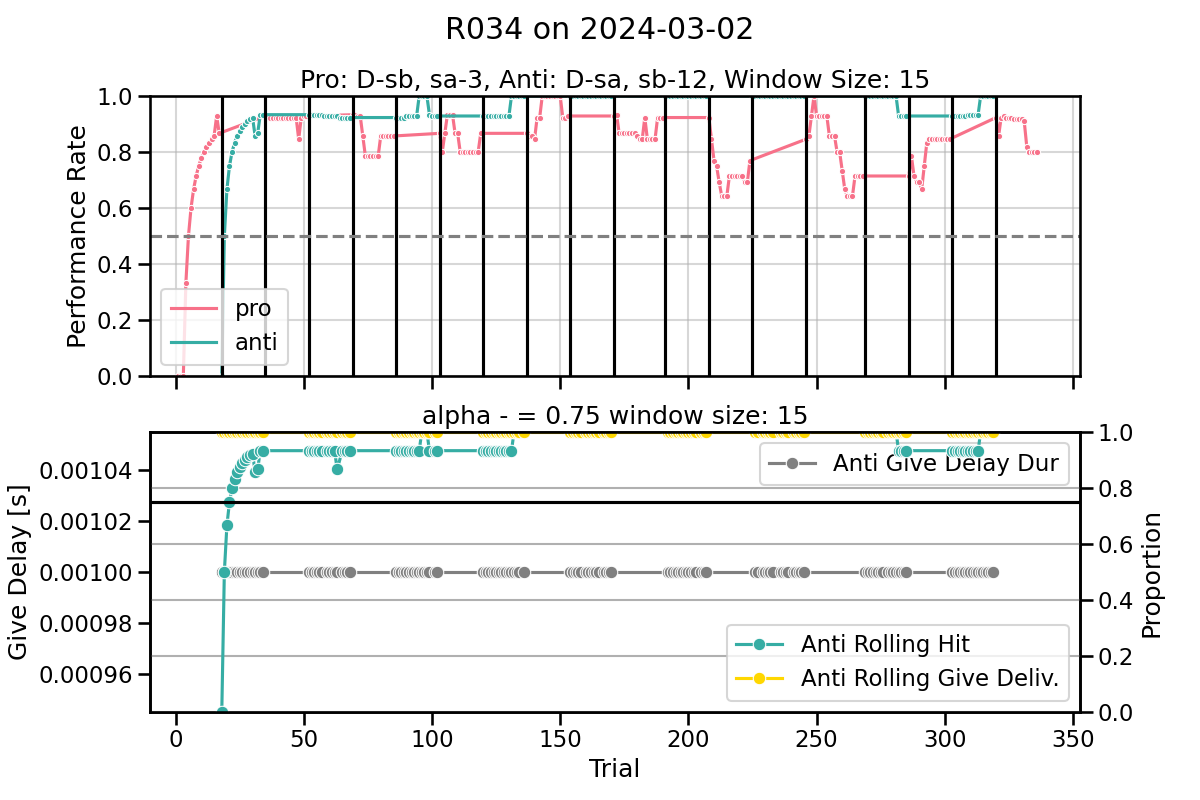 R034 on 2024-03-02
Pro: D-sb, sa-3, Anti: D-sa, sb-12, Window Size: 15
1.0
0.8
0.6
0.4
0.2
0.0
Performance Rate
pro
anti
alpha - = 0.75 window size: 15
0.00104
0.00102
0.00100
0.00098
0.00096
Give Delay [s]
Anti Give Delay Dur
Anti Rolling Hit
Anti Rolling Give Deliv.
1.0
0.8
0.6
0.4
0.2
0.0
Proportion
0
50
100
150
200
250
300
350
Trial